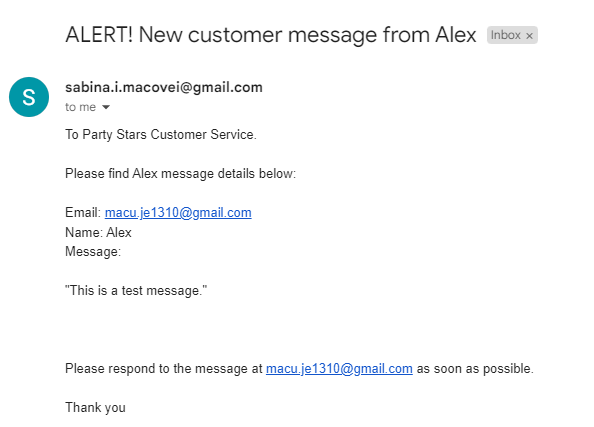 ALERT! New customer message from Alex Inbox ×
S
sabina.i.macovei@gmail.com
to me
To Party Stars Customer Service.
Please find Alex message details below:
Email: macu.je1310@gmail.com
Name: Alex
Message:
"This is a test message."
Please respond to the message at macu.je1310@gmail.com as soon as possible.
Thank you